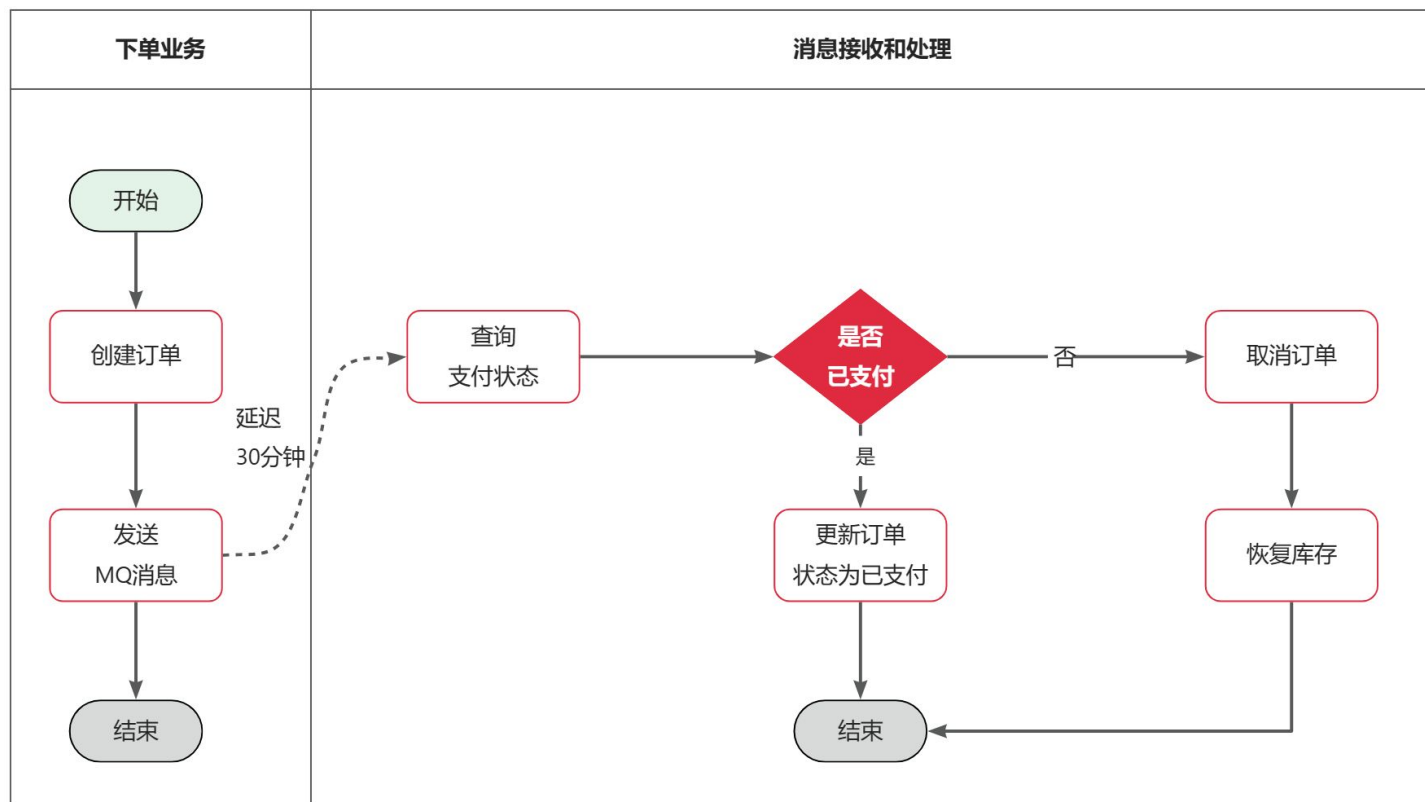 下单业务
消息接收和处理
开始
创建订单
延迟
30分钟
发送
MQ消息
结束
查询
支付状态
是否
已支付
否
取消订单
是
更新订单
状态为已支付
恢复库存
结束